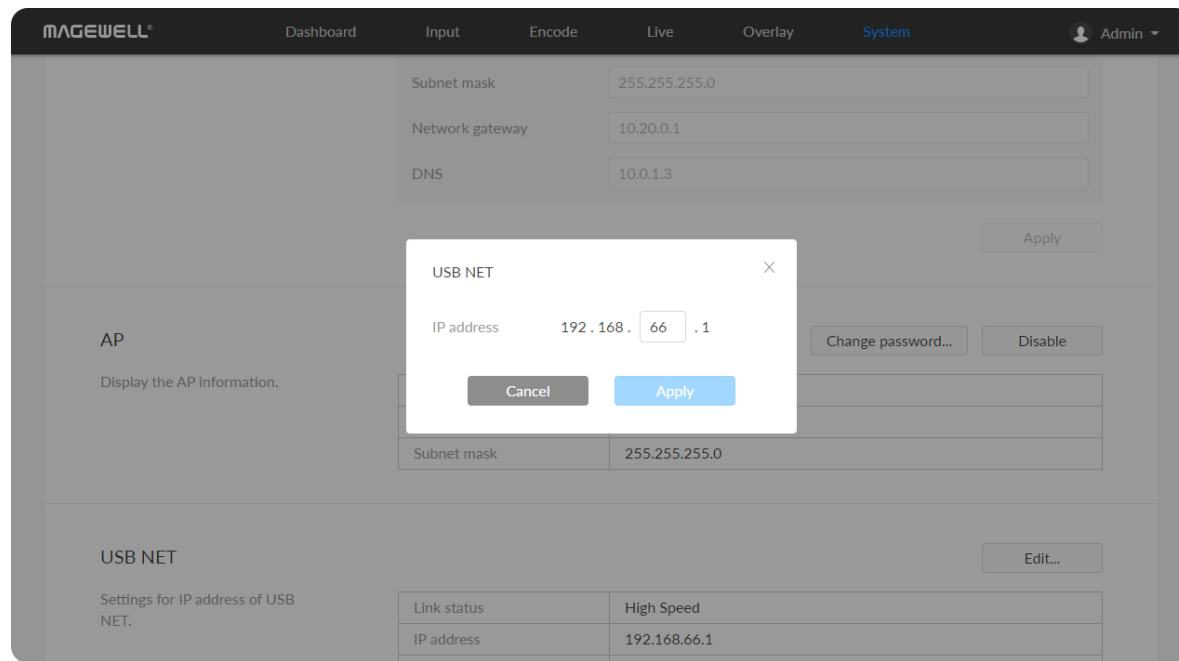 MAGEWELL® Dashboard Input Encode Live Overlay System Admin
Subnet mask 255.255.255.0
Network gateway 10.20.0.1
DNS 10.0.1.3
Apply
USB NET
IP address 192 . 168 . 66 . 1
Cancel Apply
AP Change password... Disable
Display the AP information.
Subnet mask 255.255.255.0
USB NET Edit...
Settings for IP address of USB
NET.
Link status High Speed
IP address 192.168.66.1